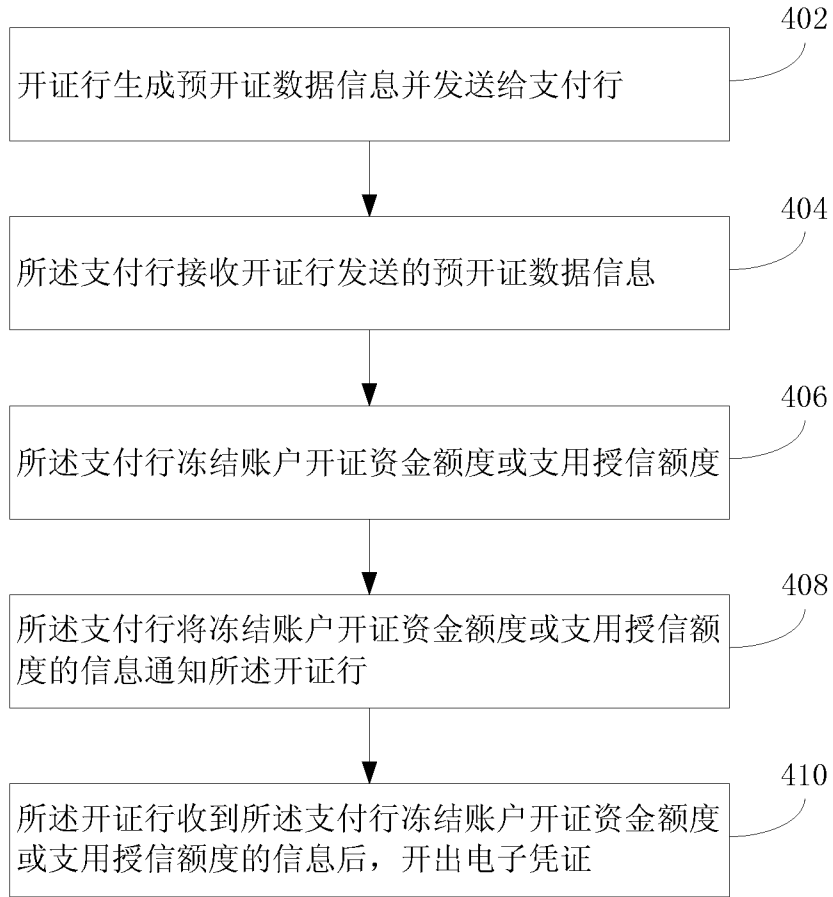 402
开证行生成预开证数据信息并发送给支付行
404
所述支付行接收开证行发送的预开证数据信息
406
所述支付行冻结账户开证资金额度或支用授信额度
408
所述支付行将冻结账户开证资金额度或支用授信额
度的信息通知所述开证行
410
所述开证行收到所述支付行冻结账户开证资金额度
或支用授信额度的信息后，开出电子凭证